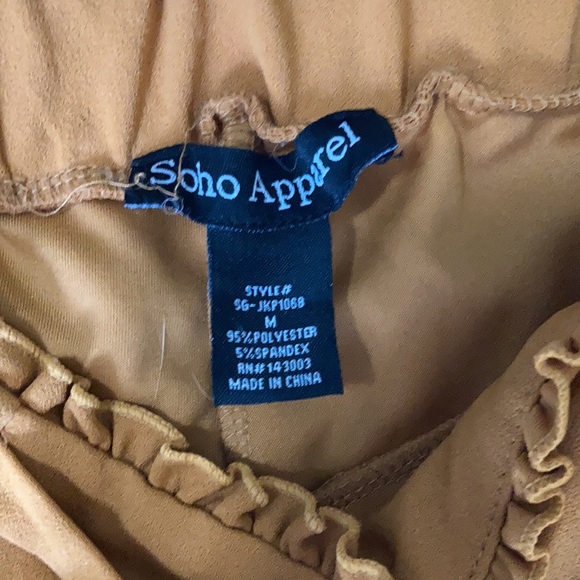 Soho Apparel
STYLE#
SG-JKP1068
M
95%POLYESTER
5%SPANDEX
RN# 143003
MADE IN CHINA